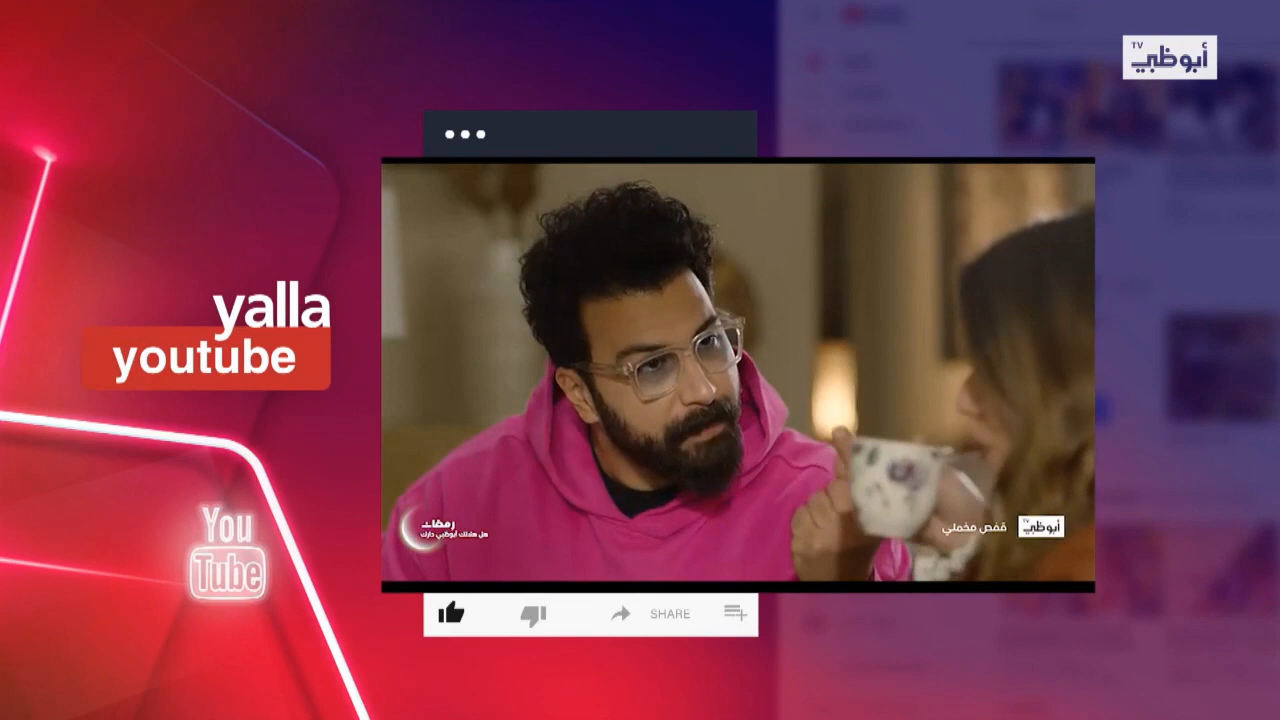 TV
أبوظبي
yalla
youtube
رمضان
هل هلالك أبوظبي دارك
قفص مخملي
TV
أبوظبي
You
Tube
SHARE